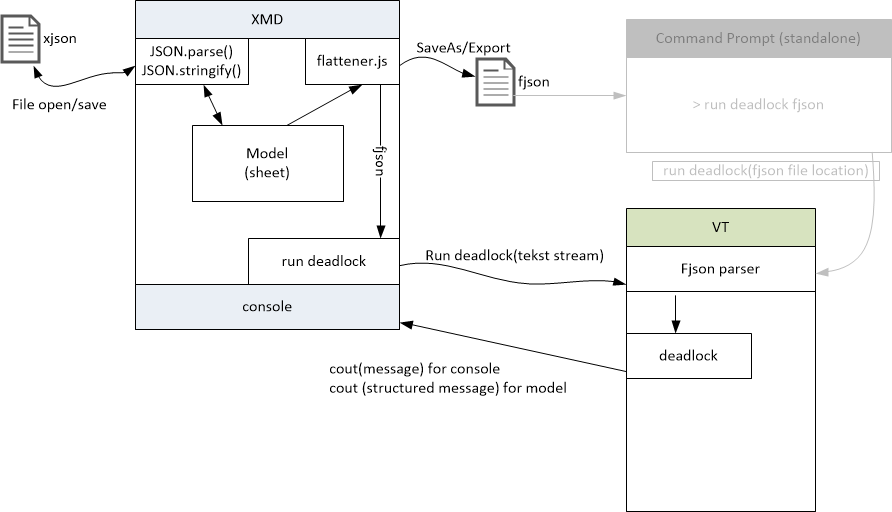 XMD
xjson
JSON.parse()
JSON.stringify()
flattener.js
SaveAs/Export
Command Prompt (standalone)
File open/save
fjson
> run deadlock fjson
Model
(sheet)
fjson
run deadlock(fjson file location)
VT
run deadlock
Run deadlock(tekst stream)
Fjson parser
console
deadlock
cout(message) for console
cout (structured message) for model